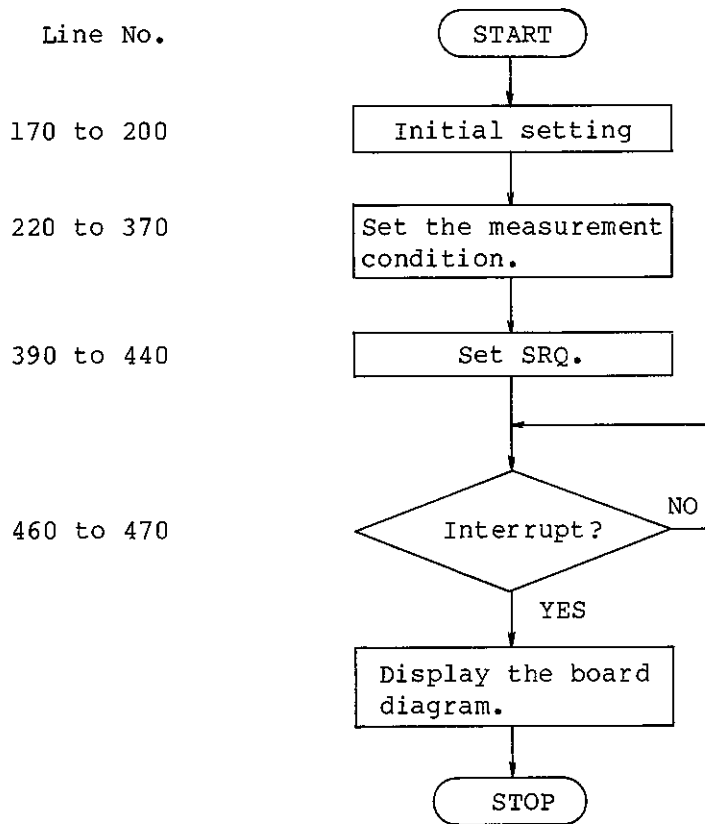 Line No.
START
170 to 200
Initial setting
220 to 370
Set the measurement
condition.
390 to 440
Set SRQ.
460 to 470
Interrupt?
NO
YES
Display the board
diagram.
STOP